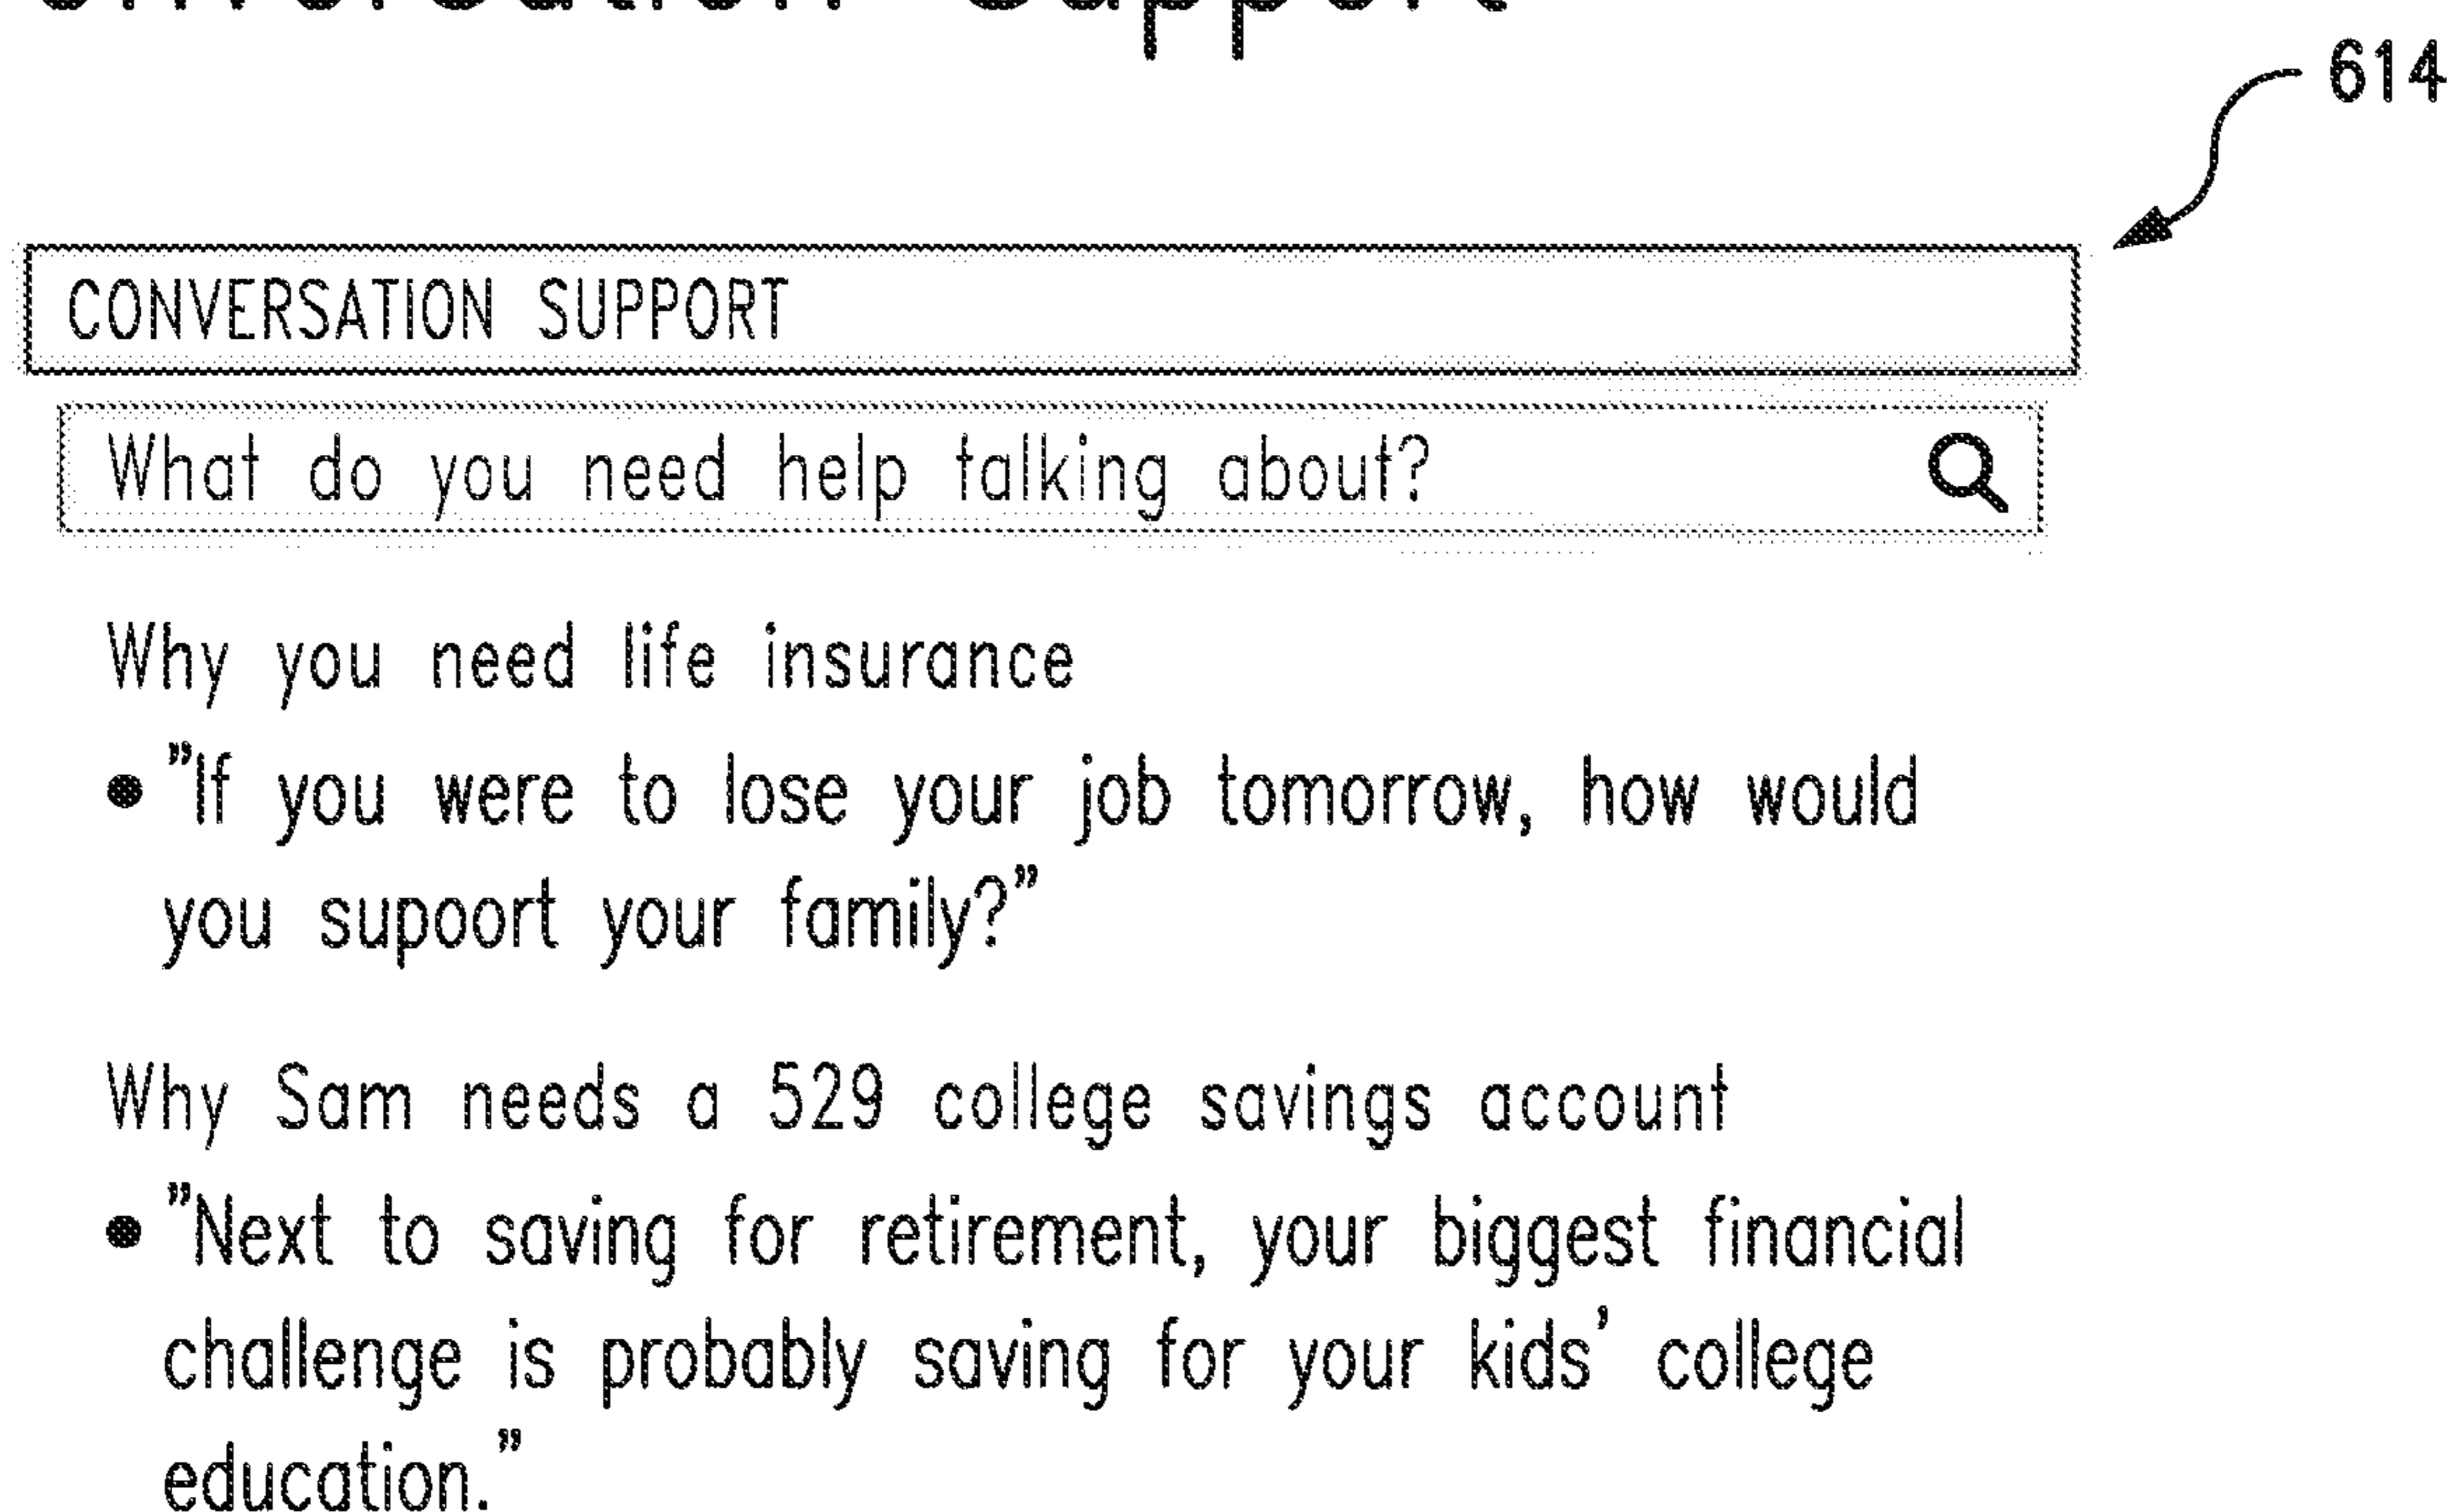 614
CONVERSATION SUPPORT
What do you need help talking about?
Why you need life insurance
• "If you were to lose your job tomorrow, how would
you supoort your family?"
Why Sam needs a 529 college savings account
• "Next to saving for retirement, your biggest financial
challenge is probably saving for your kids' college
education."